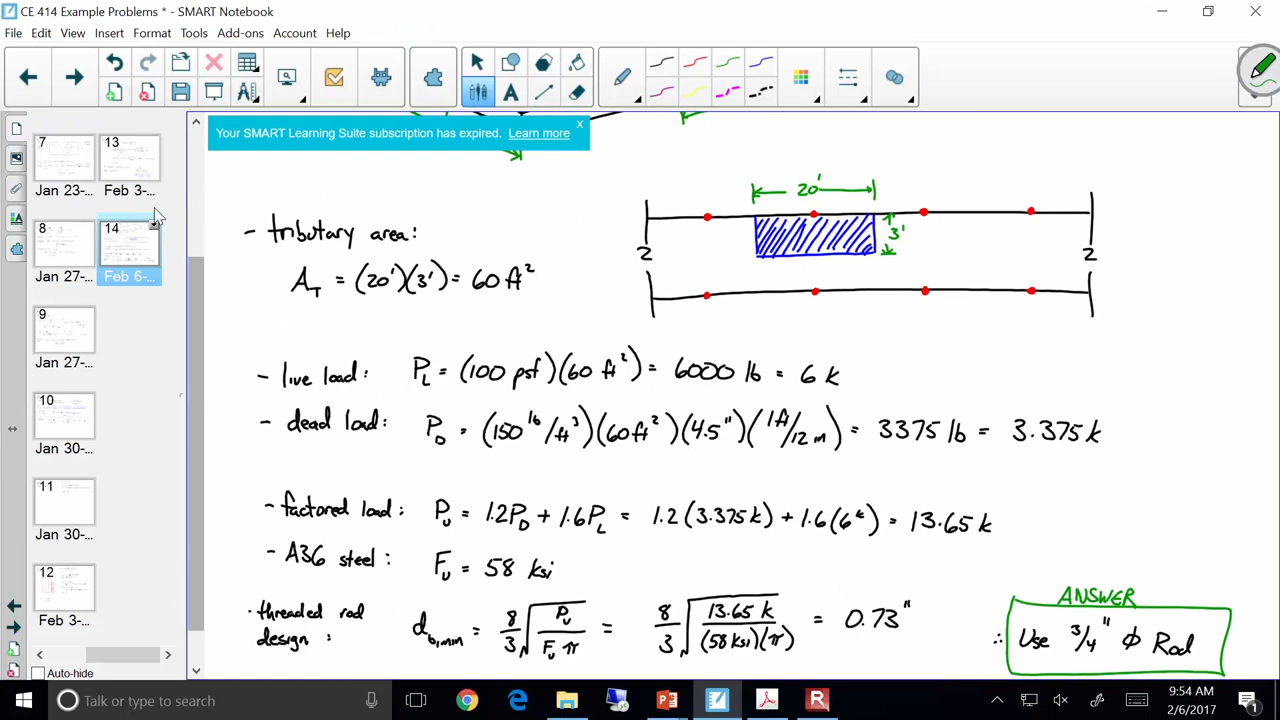 CE 414 Example Problems * - SMART Notebook
File Edit View Insert Format Tools Add-ons Account Help
Your SMART Learning Suite subscription has expired. Learn more x
7
Jan 23-...
13
Feb 3-...
8
Jan 27-...
14
Feb 6-...
9
Jan 27-...
10
Jan 30-...
11
Jan 30-...
12
Feb 3-...
Auto-hide
20'
3'
2 2
- tributary area:
A_T = (20')(3') = 60 ft²
- live load: P_L = (100 psf)(60 ft²) = 6000 lb = 6 k
- dead load: P_D = (150 lb/ft³)(60 ft²)(4.5")(1ft/12 in) = 3375 lb = 3.375 k
- factored load: P_u = 1.2P_D + 1.6P_L = 1.2(3.375 k) + 1.6(6k) = 13.65 k
- A36 steel: F_u = 58 ksi
· threaded rod design: d_b,min = 8/3 √(P_u / F_u π) = 8/3 √(13.65 k / (58 ksi)(π)) = 0.73"
ANSWER
∴ Use 3/4" φ Rod
Type here to search
9:54 AM
2/6/2017
1